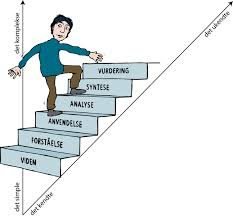 det komplekse
det ukendte
VURDERING
SYNTESE
ANALYSE
ANVENDELSE
FORSTÅELSE
VIDEN
det simple
det kendte